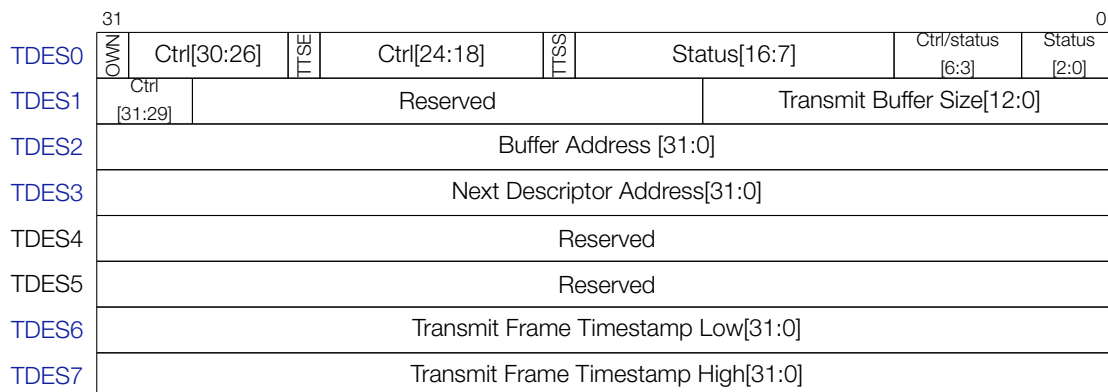 31 0
TDES0 OWN Ctrl[30:26] TTSE Ctrl[24:18] TTSS Status[16:7] Ctrl/status [6:3] Status [2:0]
TDES1 Ctrl [31:29] Reserved Transmit Buffer Size[12:0]
TDES2 Buffer Address [31:0]
TDES3 Next Descriptor Address[31:0]
TDES4 Reserved
TDES5 Reserved
TDES6 Transmit Frame Timestamp Low[31:0]
TDES7 Transmit Frame Timestamp High[31:0]